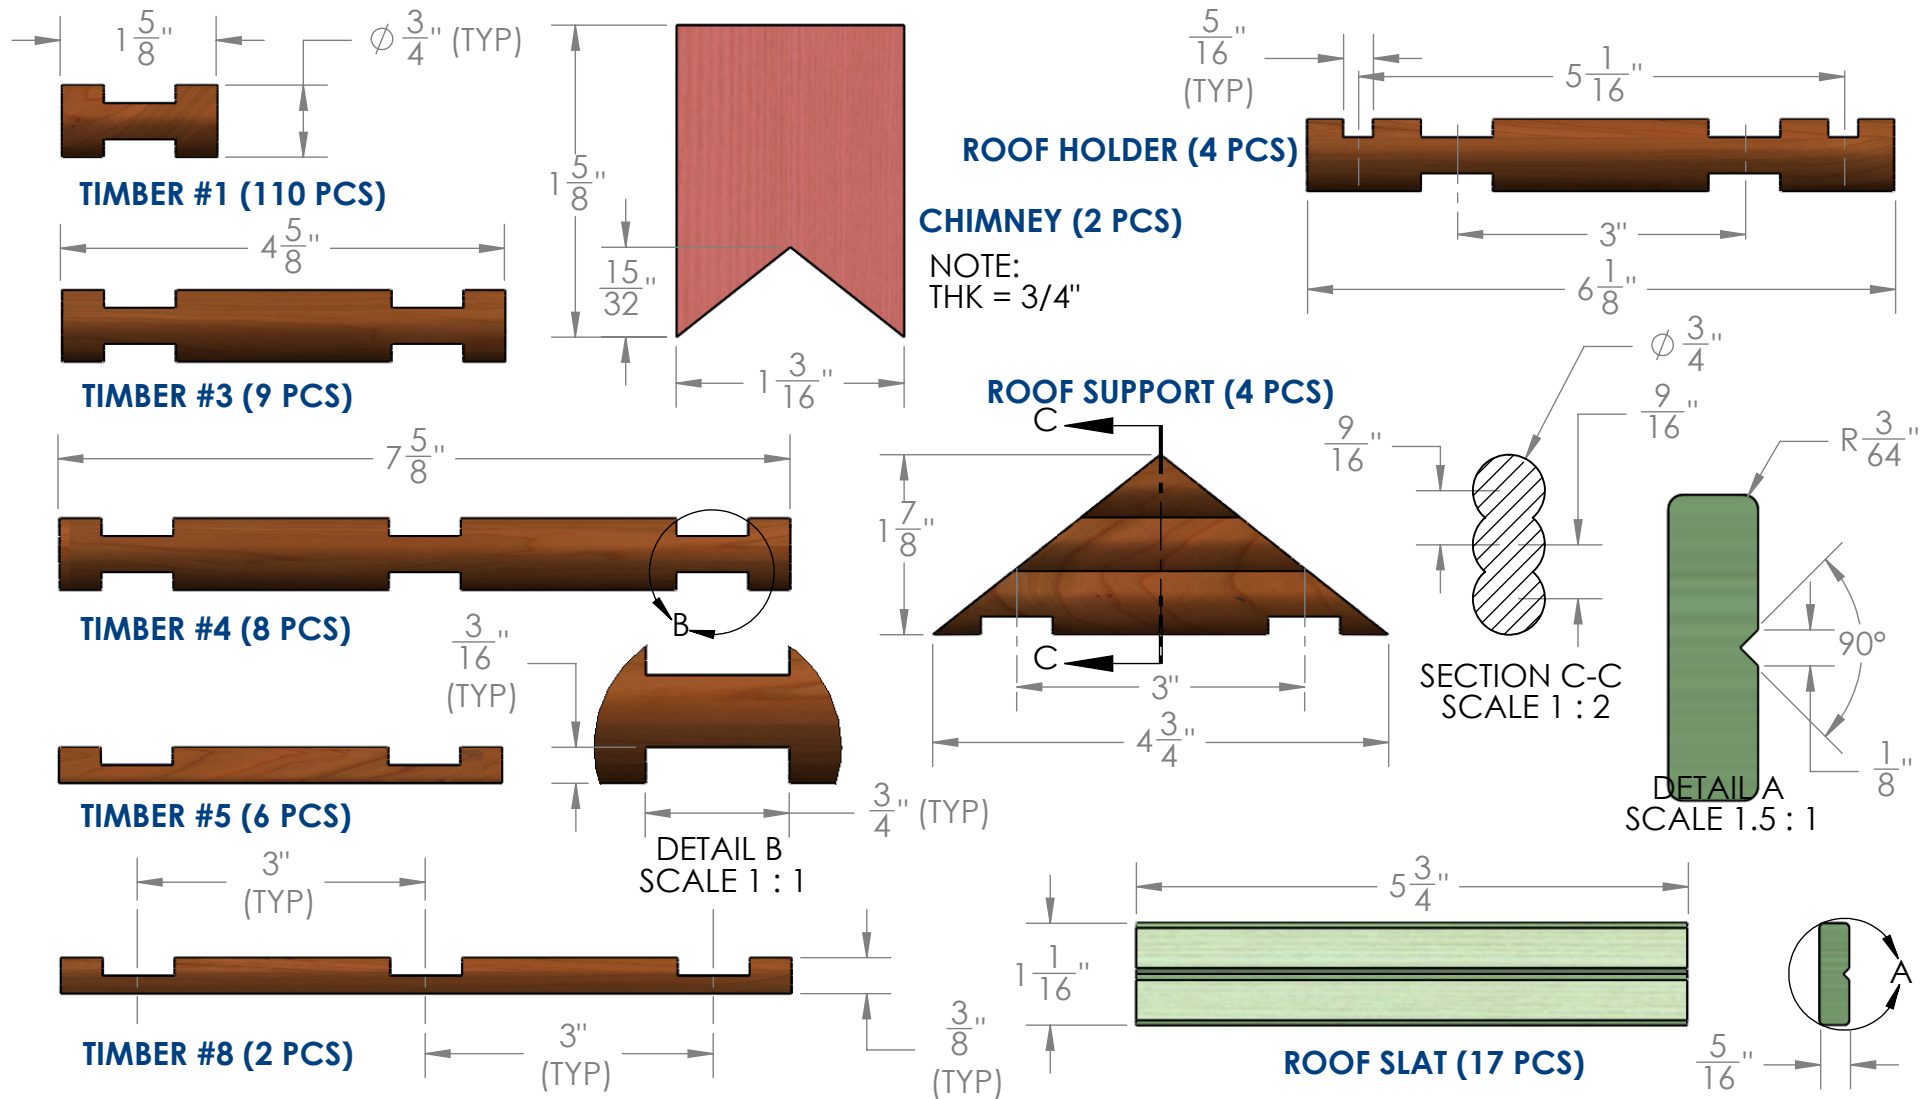 1 5/8"
Ø 3/4" (TYP)
TIMBER #1 (110 PCS)
4 5/8"
TIMBER #3 (9 PCS)
7 5/8"
B
TIMBER #4 (8 PCS)
3/16"
(TYP)
3/4" (TYP)
DETAIL B
SCALE 1 : 1
TIMBER #5 (6 PCS)
3"
(TYP)
3"
(TYP)
3/8"
(TYP)
TIMBER #8 (2 PCS)
1 5/8"
15/32"
1 3/16"
CHIMNEY (2 PCS)
NOTE:
THK = 3/4"
5/16"
(TYP)
5 1/16"
ROOF HOLDER (4 PCS)
3"
6 1/8"
ROOF SUPPORT (4 PCS)
C
1 7/8"
C
3"
4 3/4"
Ø 3/4"
9/16"
9/16"
SECTION C-C
SCALE 1 : 2
R 3/64"
90°
1/8"
DETAIL A
SCALE 1.5 : 1
5 3/4"
1 1/16"
ROOF SLAT (17 PCS)
A
5/16"